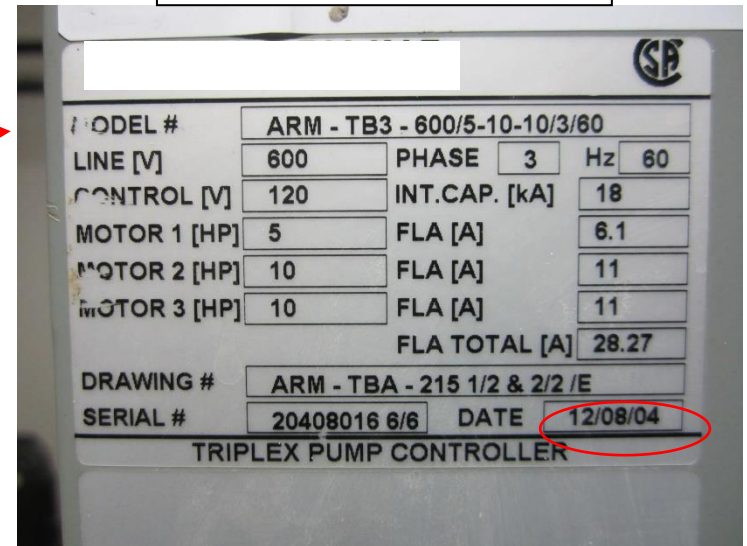 MODEL # ARM - TB3 - 600/5-10-10/3/60
LINE [V] 600 PHASE 3 Hz 60
CONTROL [V] 120 INT.CAP. [kA] 18
MOTOR 1 [HP] 5 FLA [A] 6.1
MOTOR 2 [HP] 10 FLA [A] 11
MOTOR 3 [HP] 10 FLA [A] 11
FLA TOTAL [A] 28.27
DRAWING # ARM - TBA - 215 1/2 & 2/2 /E
SERIAL # 20408016 6/6 DATE 12/08/04
TRIPLEX PUMP CONTROLLER